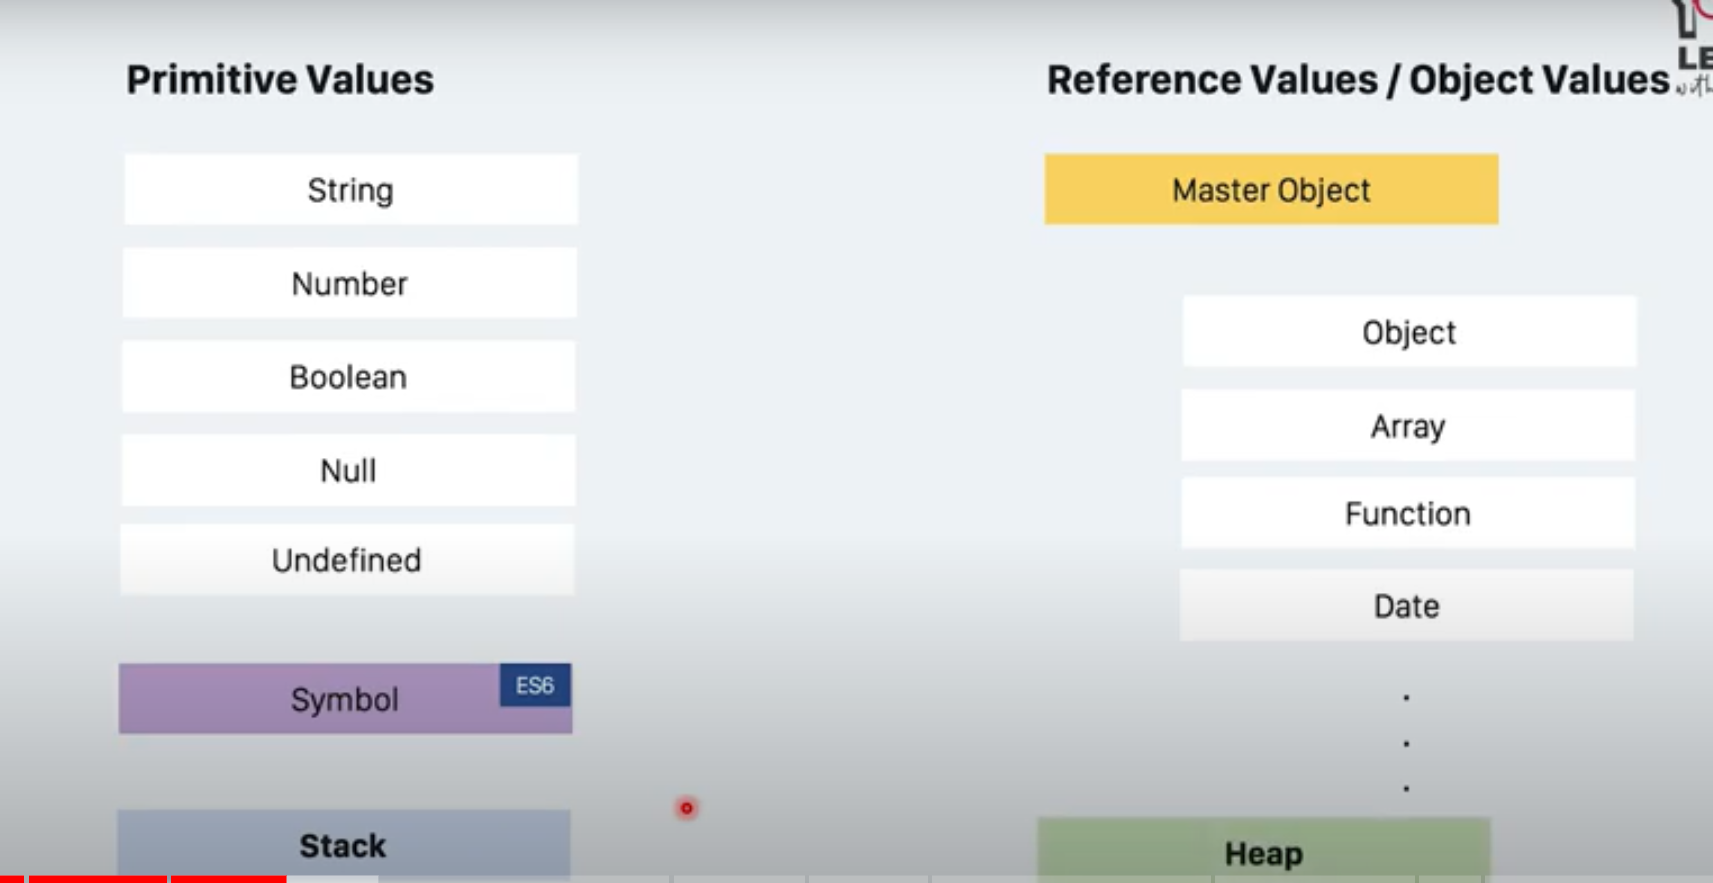 Primitive Values
String
Number
Boolean
Null
Undefined
Symbol
ES6
Stack
Reference Values / Object Values
Master Object
Object
Array
Function
Date
Heap